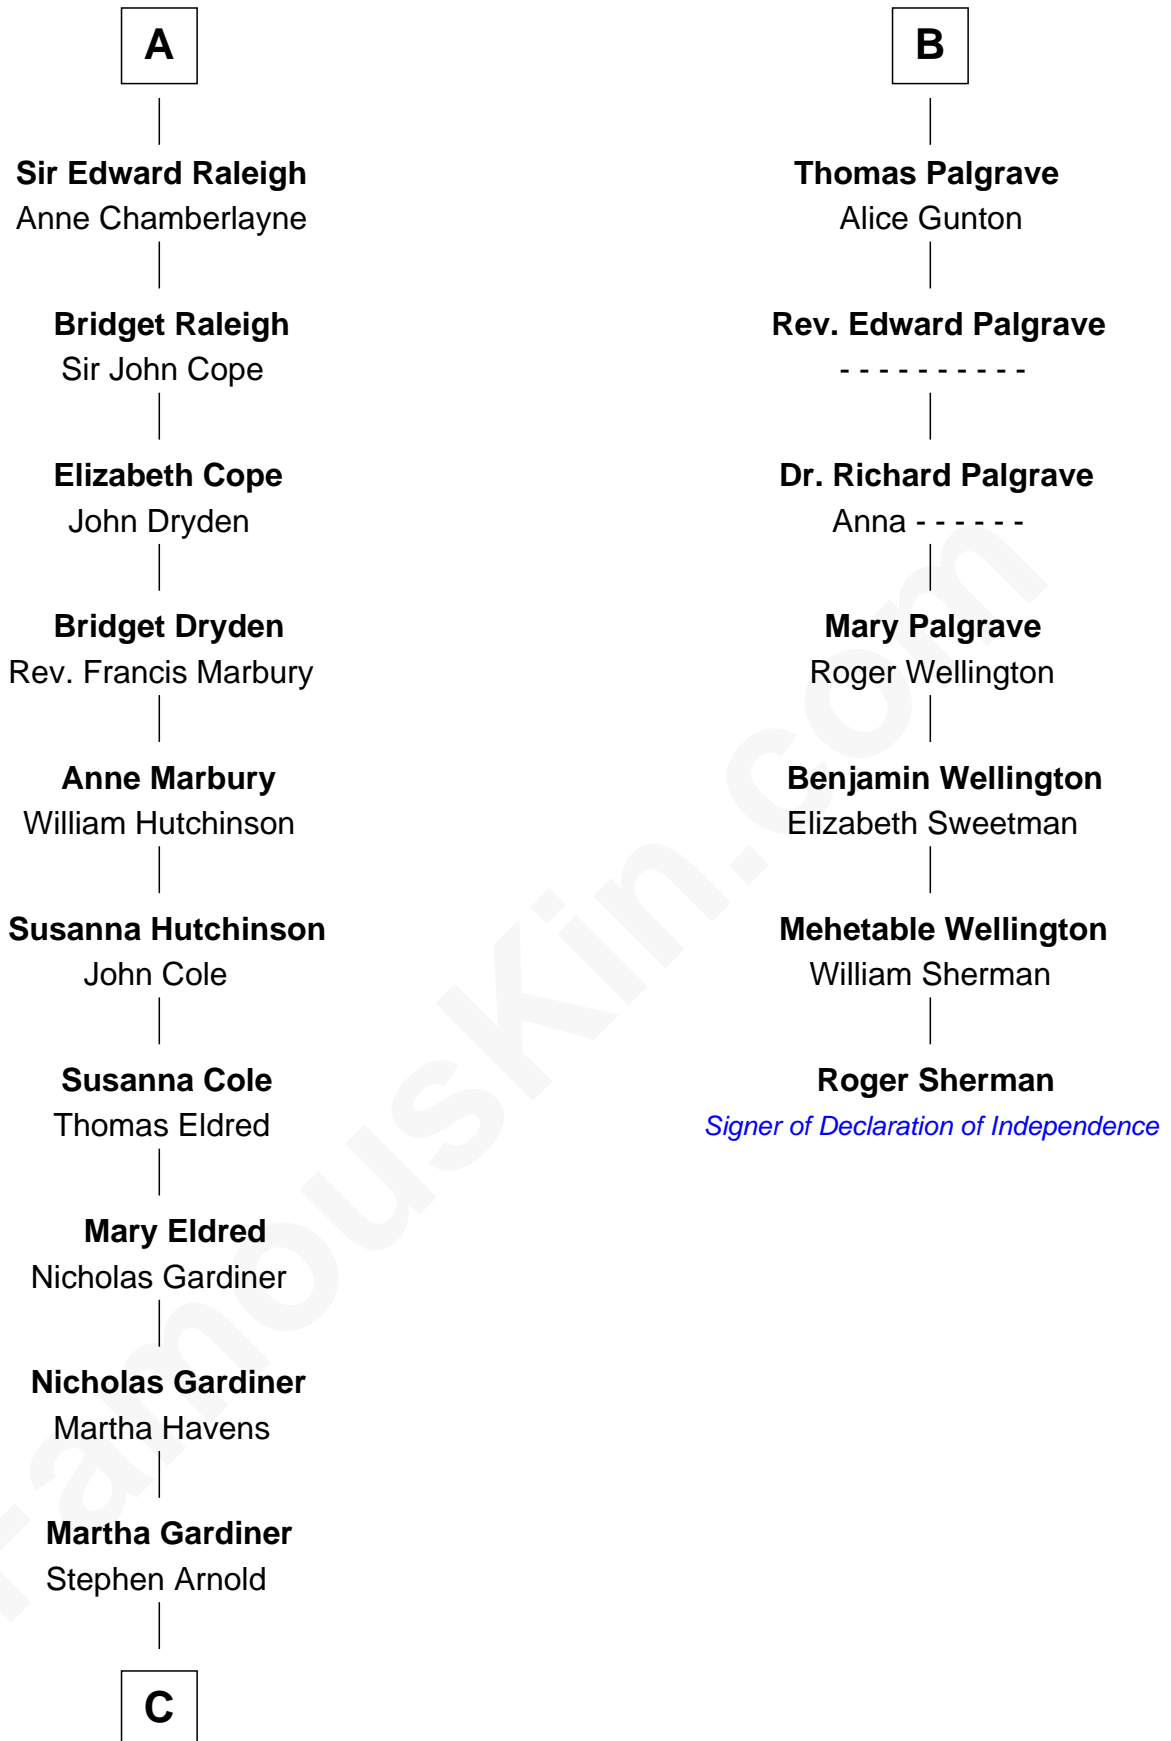 A
Sir Edward Raleigh
Anne Chamberlayne
Bridget Raleigh
Sir John Cope
Elizabeth Cope
John Dryden
Bridget Dryden
Rev. Francis Marbury
Anne Marbury
William Hutchinson
Susanna Hutchinson
John Cole
Susanna Cole
Thomas Eldred
Mary Eldred
Nicholas Gardiner
Nicholas Gardiner
Martha Havens
Martha Gardiner
Stephen Arnold
C
B
Thomas Palgrave
Alice Gunton
Rev. Edward Palgrave
- - - - - - - - - -
Dr. Richard Palgrave
Anna - - - - - -
Mary Palgrave
Roger Wellington
Benjamin Wellington
Elizabeth Sweetman
Mehetable Wellington
William Sherman
Roger Sherman
Signer of Declaration of Independence
FamousKin.com